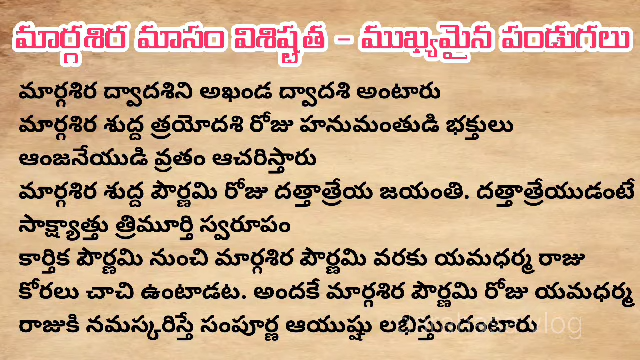 మార్గశిర మాసం విశిష్టత - ముఖ్యమైన పండుగలు
మార్గశిర ద్వాదశిని అఖండ ద్వాదశి అంటారు
మార్గశిర శుద్ద త్రయోదశి రోజు హనుమంతుడి భక్తులు
ఆంజనేయుడి వ్రతం ఆచరిస్తారు
మార్గశిర శుద్ద పౌర్ణమి రోజు దత్తాత్రేయ జయంతి. దత్తాత్రేయుడంటే
సాక్ష్యాత్తు త్రిమూర్తి స్వరూపం
కార్తిక పౌర్ణమి నుంచి మార్గశిర పౌర్ణమి వరకు యమధర్మ రాజు
కోరలు చాచి ఉంటాడట. అందకే మార్గశిర పౌర్ణమి రోజు యమధర్మ
రాజుకి నమస్కరిస్తే సంపూర్ణ ఆయుష్షు లభిస్తుందంటారు